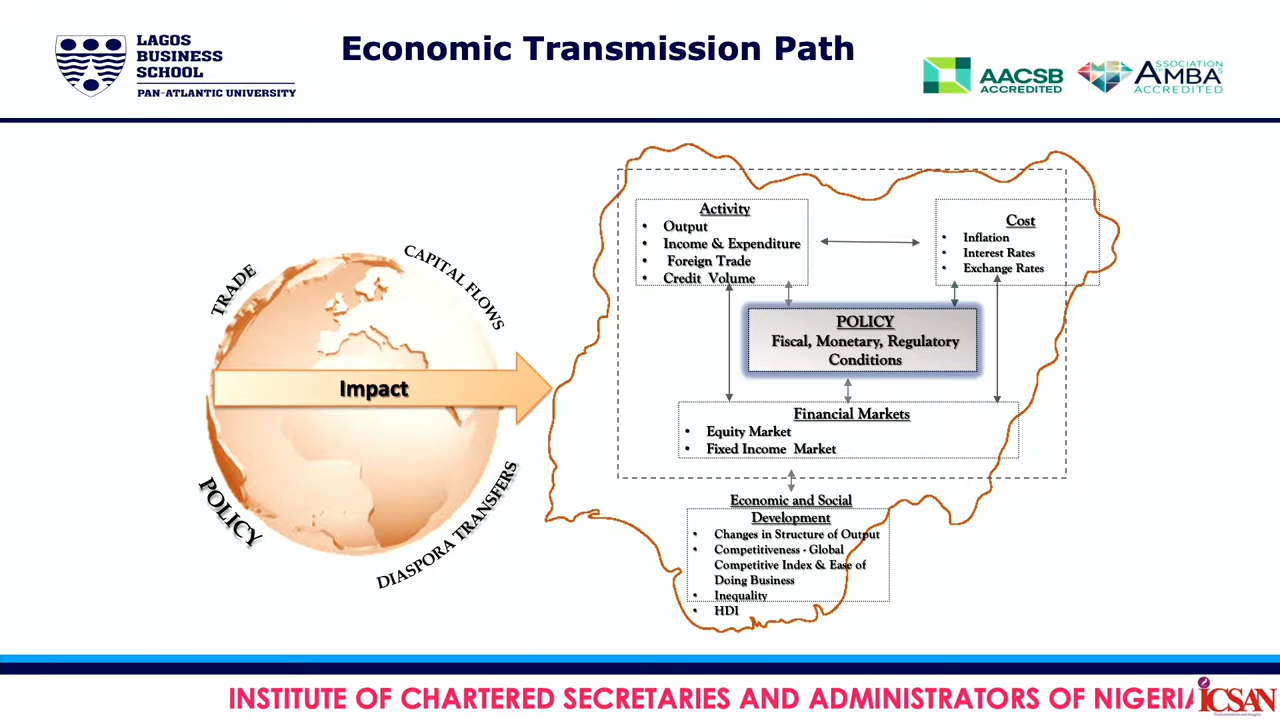 LAGOS
BUSINESS
SCHOOL
PAN-ATLANTIC UNIVERSITY
Economic Transmission Path
AACSB
ACCREDITED
ASSOCIATION
AMBA'S
ACCREDITED
TRADE
CAPITAL FLOWS
Impact
POLICY
DIASPORA TRANSFERS
Activity
• Output
• Income & Expenditure
• Foreign Trade
• Credit Volume
Cost
• Inflation
• Interest Rates
• Exchange Rates
POLICY
Fiscal, Monetary, Regulatory
Conditions
Financial Markets
• Equity Market
• Fixed Income Market
Economic and Social
Development
• Changes in Structure of Output
• Competitiveness - Global
Competitive Index & Ease of
Doing Business
• Inequality
• HDI
INSTITUTE OF CHARTERED SECRETARIES AND ADMINISTRATORS OF NIGERIA
ICSAN